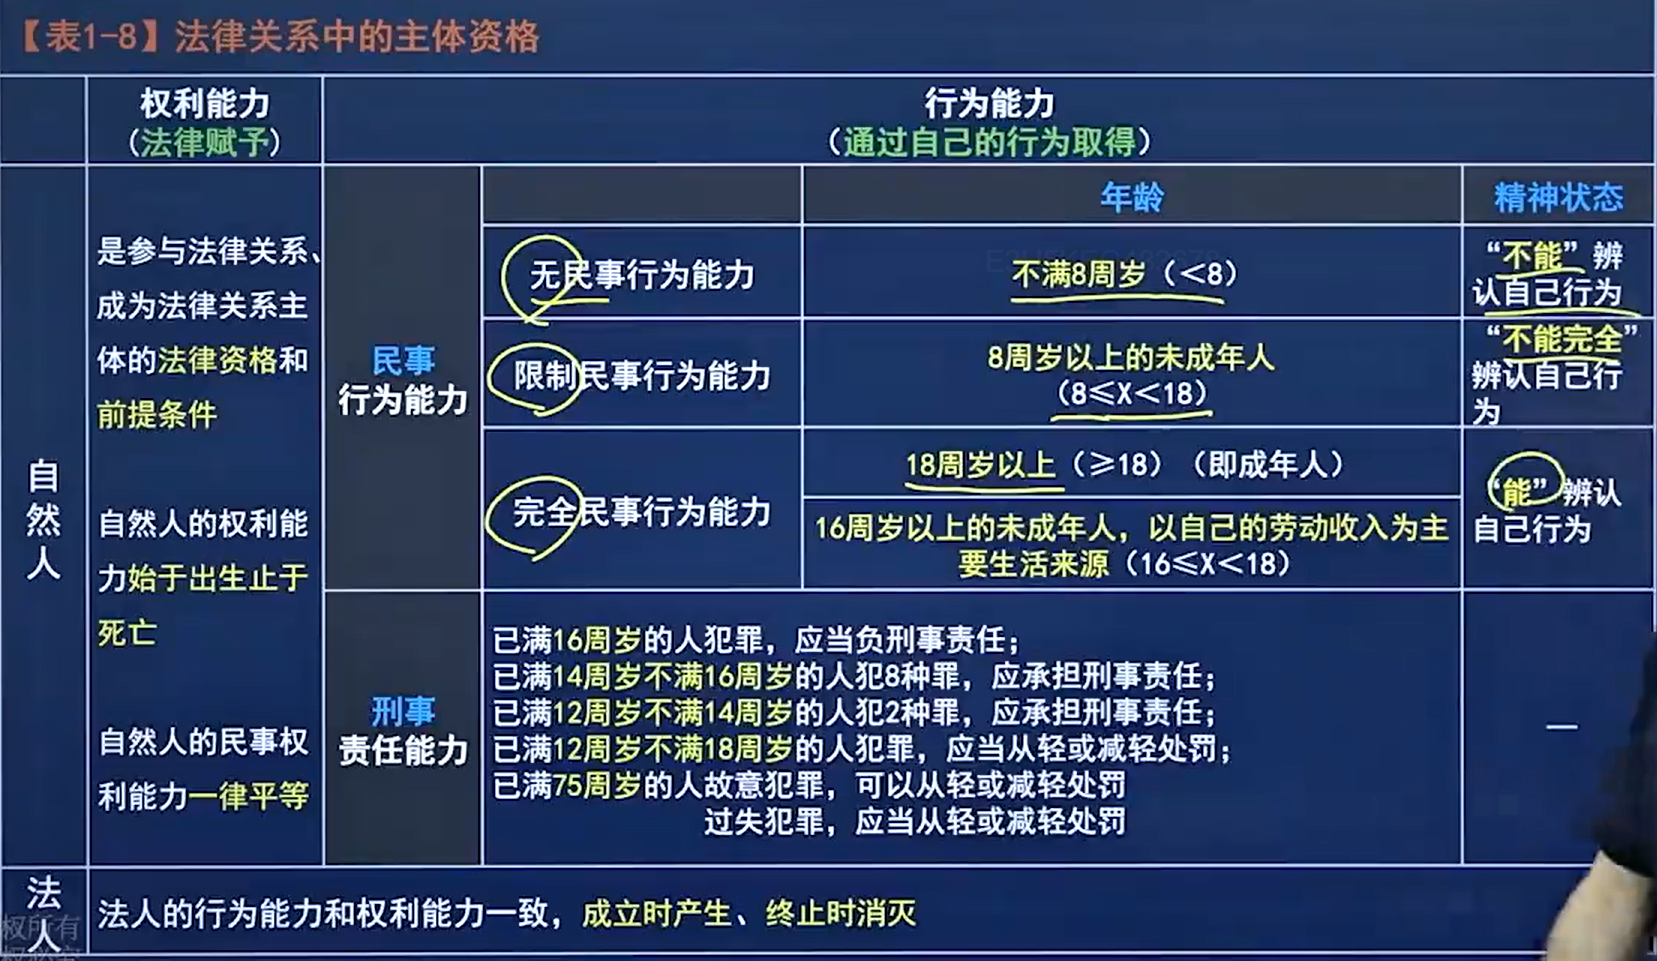 【表1-8】法律关系中的主体资格
权利能力
（法律赋予）
行为能力
（通过自己的行为取得）
自然人
是参与法律关系、
成为法律关系主
体的法律资格和
前提条件
自然人的权利能
力始于出生止于
死亡
自然人的民事权
利能力一律平等
民事
行为能力
年龄
精神状态
无民事行为能力
不满8周岁（＜8）
“不能”辨
认自己行为
限制民事行为能力
8周岁以上的未成年人
（8≤X＜18）
“不能完全”
辨认自己行
为
完全民事行为能力
18周岁以上（≥18）（即成年人）
16周岁以上的未成年人，以自己的劳动收入为主
要生活来源（16≤X＜18）
“能”辨认
自己行为
刑事
责任能力
已满16周岁的人犯罪，应当负刑事责任；
已满14周岁不满16周岁的人犯8种罪，应承担刑事责任；
已满12周岁不满14周岁的人犯2种罪，应承担刑事责任；
已满12周岁不满18周岁的人犯罪，应当从轻或减轻处罚；
已满75周岁的人故意犯罪，可以从轻或减轻处罚
过失犯罪，应当从轻或减轻处罚
—
法人
法人的行为能力和权利能力一致，成立时产生、终止时消灭
权所有